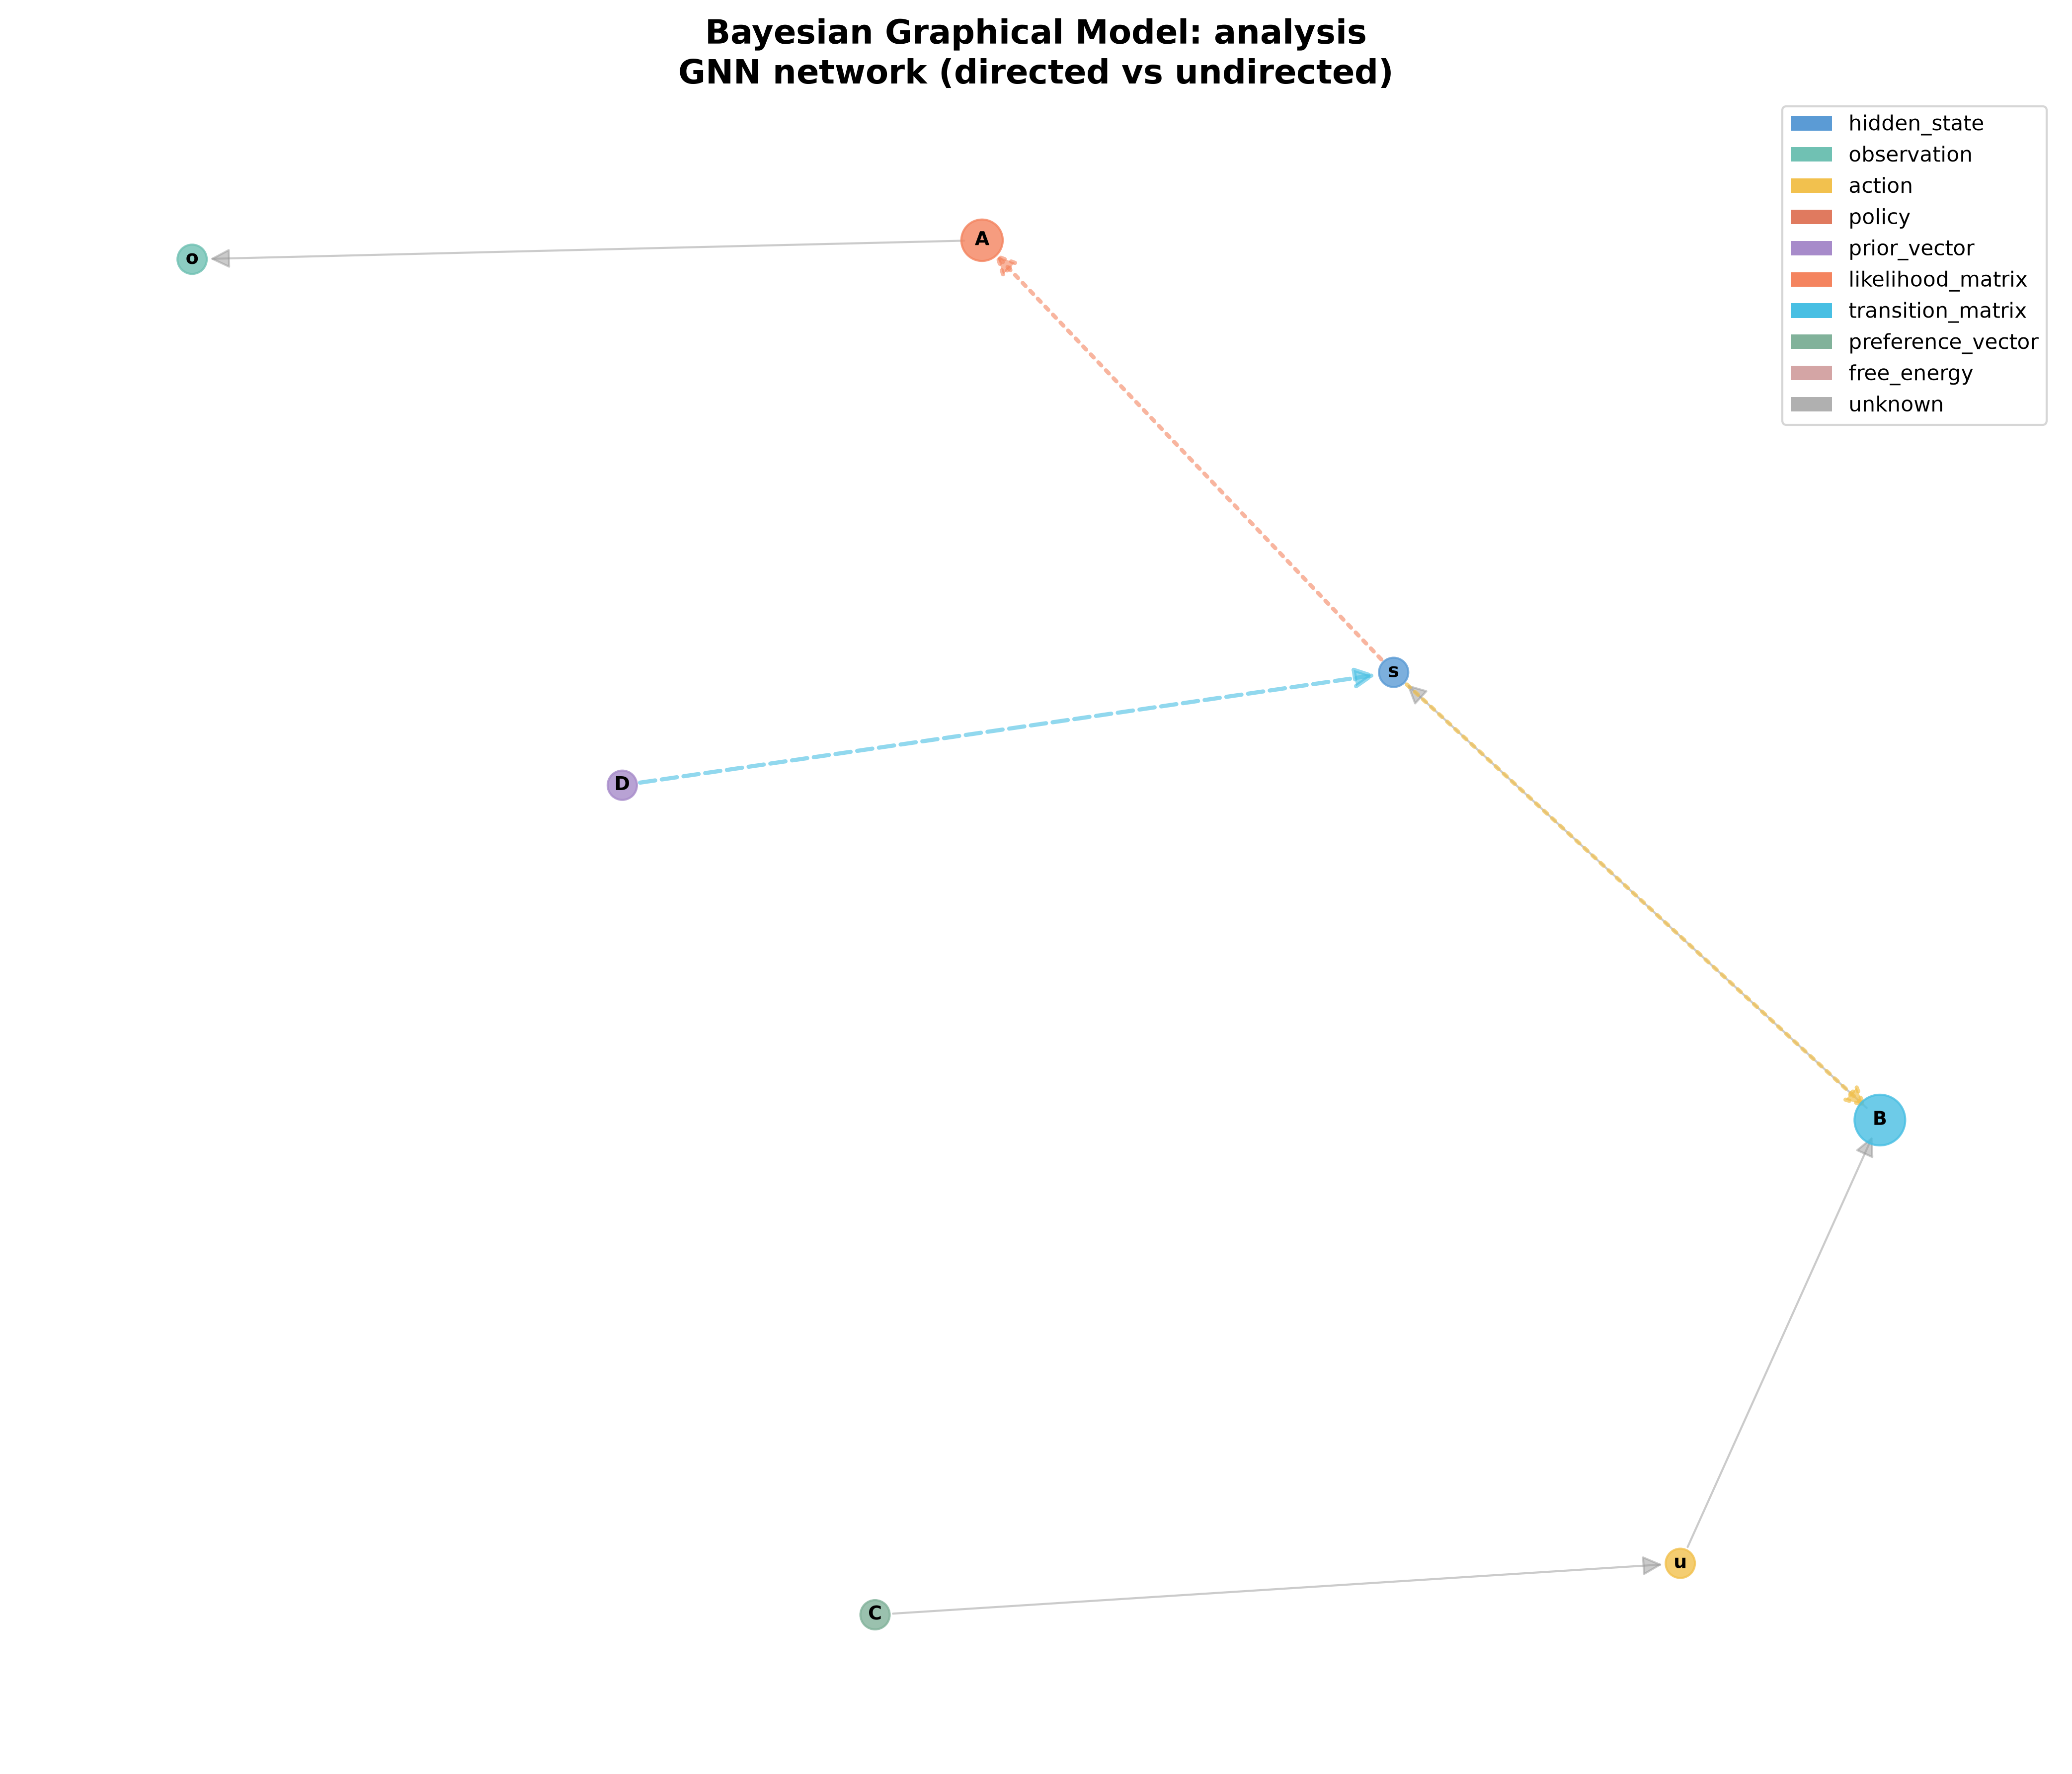 Bayesian Graphical Model: analysis
GNN network (directed vs undirected)
hidden_state
observation
action
policy
prior_vector
likelihood_matrix
transition_matrix
preference_vector
free_energy
unknown
A
o
s
D
B
u
C